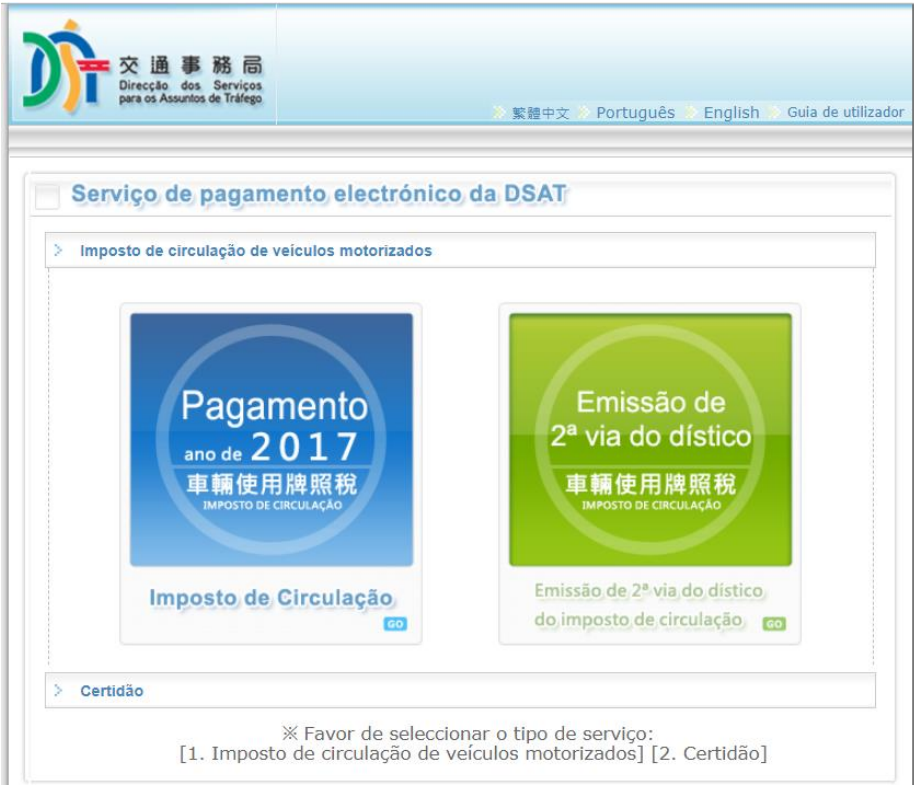 交通事務局
Direcção dos Serviços
para os Assuntos de Tráfego
繁體中文 Português English Guia de utilizador
Serviço de pagamento electrónico da DSAT
Imposto de circulação de veículos motorizados
Pagamento
ano de 2017
車輛使用牌照稅
IMPOSTO DE CIRCULAÇÃO
Imposto de Circulação
GO
Emissão de
2ª via do dístico
車輛使用牌照稅
IMPOSTO DE CIRCULAÇÃO
Emissão de 2ª via do dístico
do imposto de circulação GO
Certidão
※ Favor de seleccionar o tipo de serviço:
[1. Imposto de circulação de veículos motorizados] [2. Certidão]